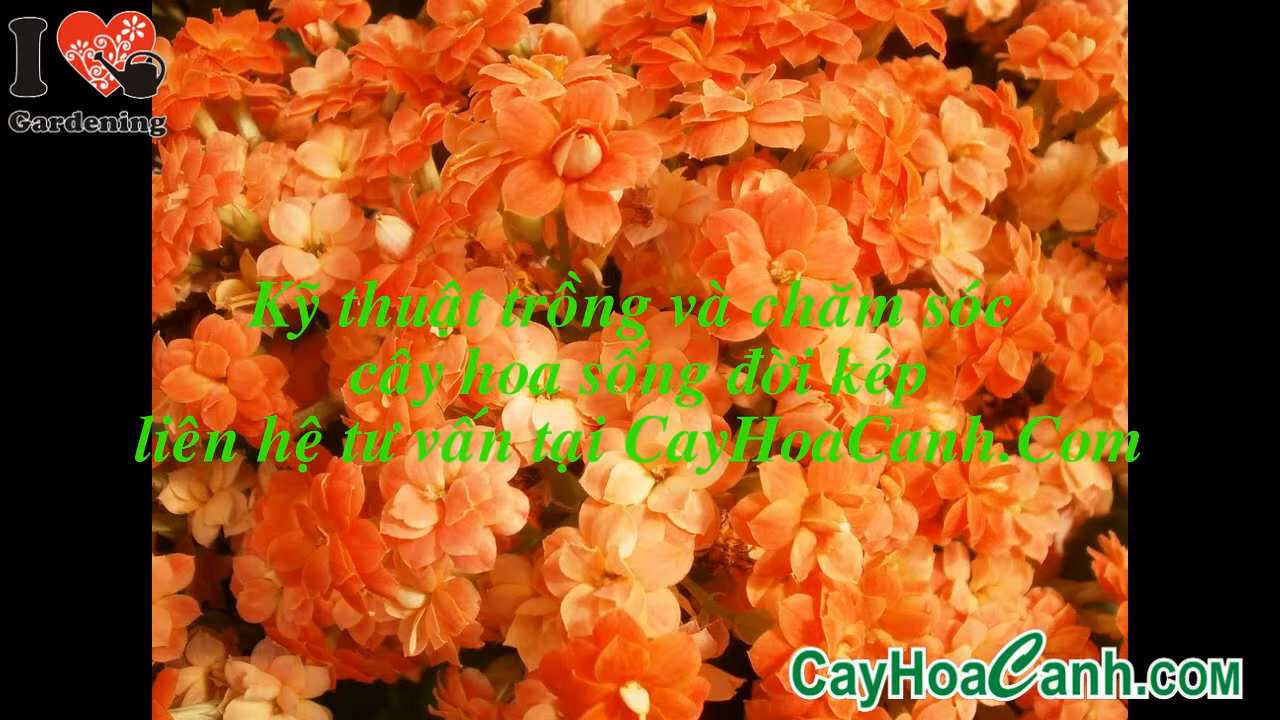 I
Gardening
Kỹ thuật trồng và chăm sóc
cây hoa sống đời kép
liên hệ tư vấn tại CayHoaCanh.Com
CayHoaCanh.com